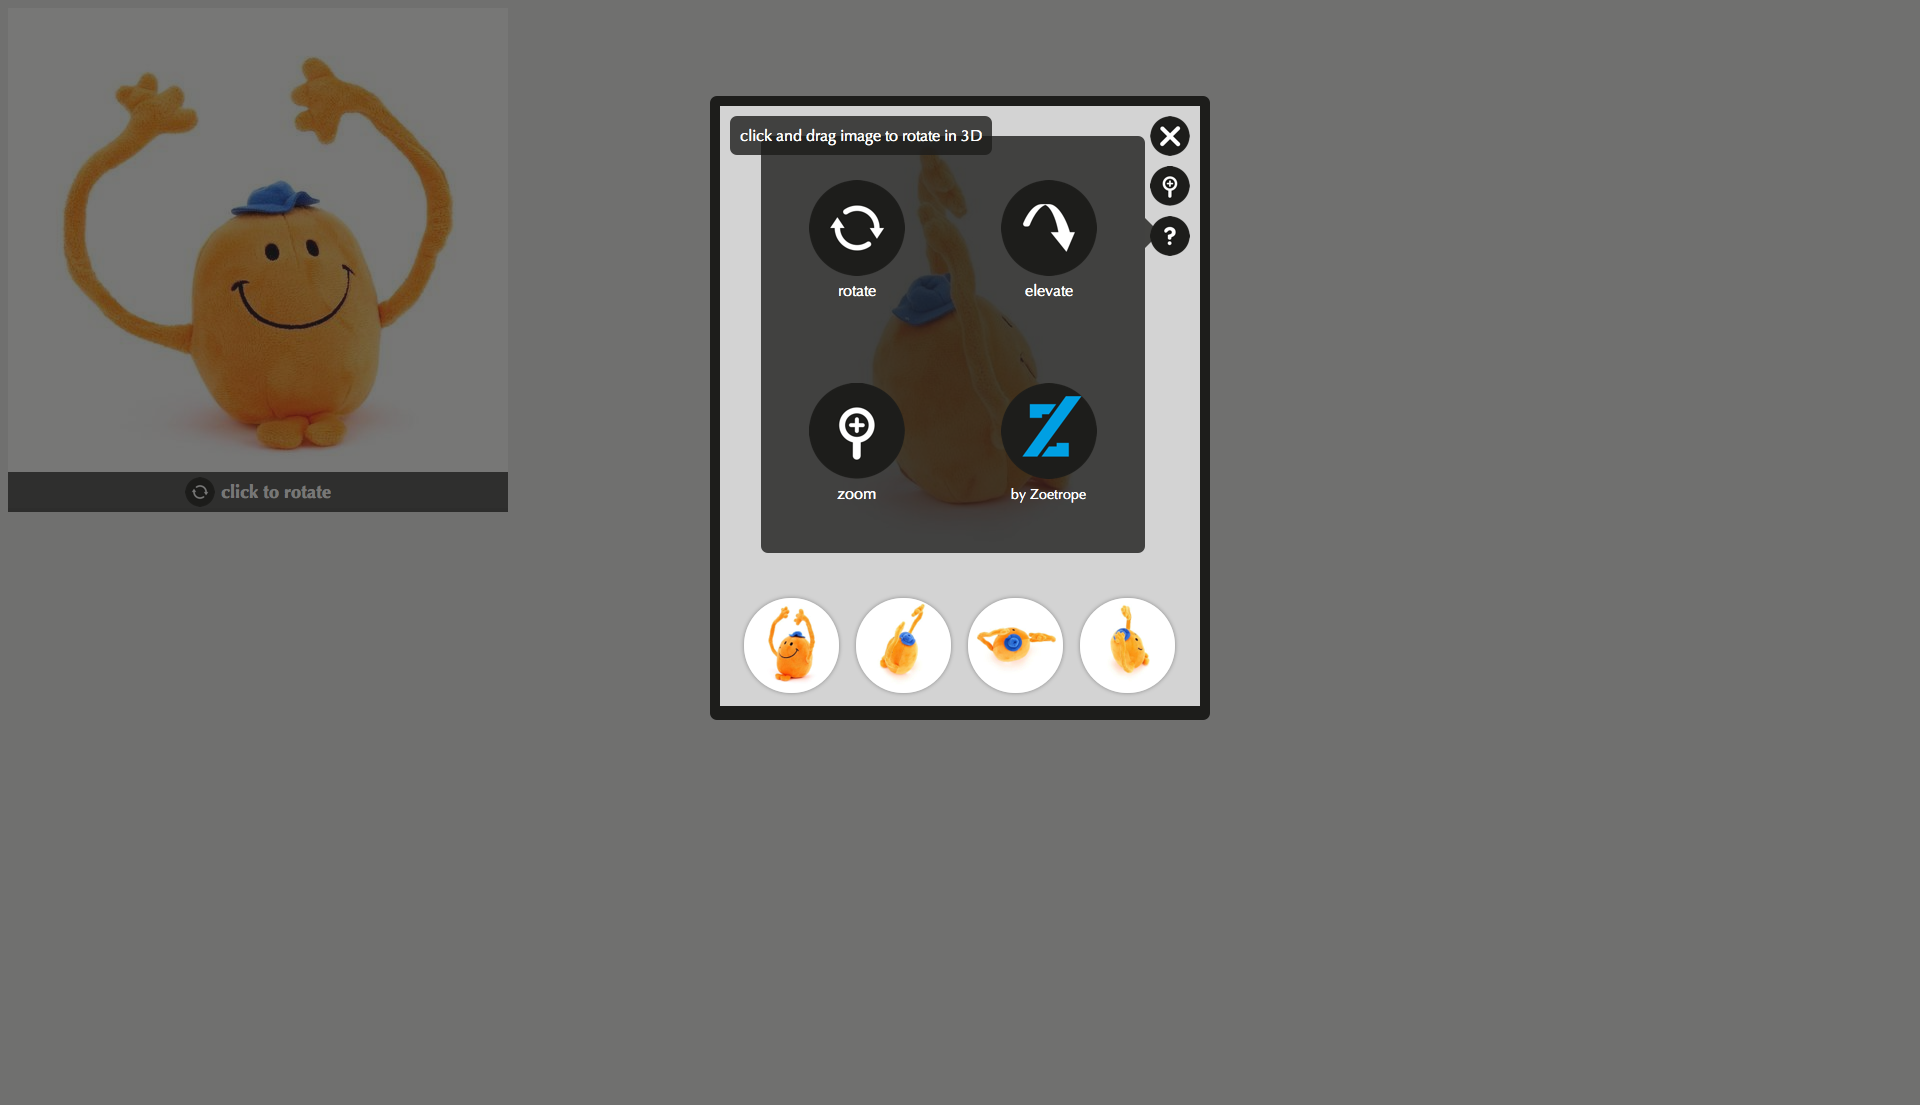 click and drag image to rotate in 3D
rotate
elevate
zoom
by Zoetrope
click to rotate